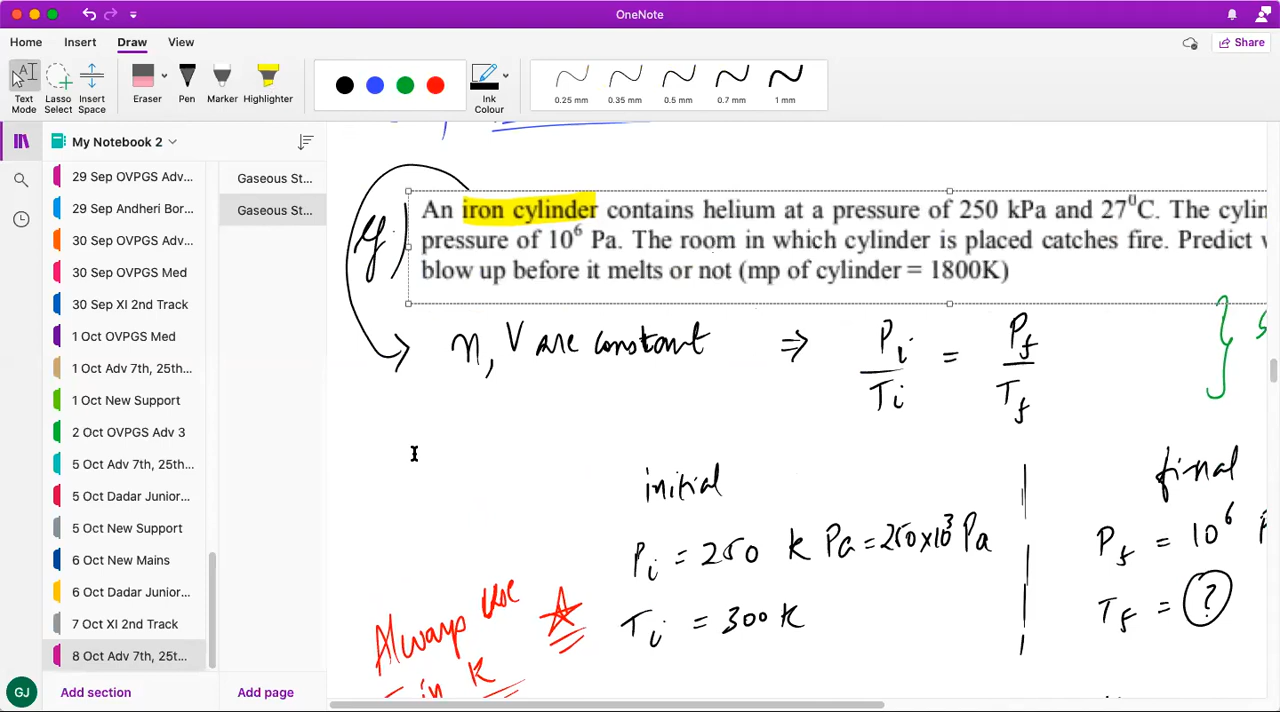 OneNote
Home Insert Draw View
Share
Text Mode
Lasso Select
Insert Space
Eraser
Pen
Marker
Highlighter
Ink Colour
0.25 mm
0.35 mm
0.5 mm
0.7 mm
1 mm
My Notebook 2
29 Sep OVPGS Adv...
29 Sep Andheri Bor...
30 Sep OVPGS Adv...
30 Sep OVPGS Med
30 Sep XI 2nd Track
1 Oct OVPGS Med
1 Oct Adv 7th, 25th...
1 Oct New Support
2 Oct OVPGS Adv 3
5 Oct Adv 7th, 25th...
5 Oct Dadar Junior...
5 Oct New Support
6 Oct New Mains
6 Oct Dadar Junior...
7 Oct XI 2nd Track
8 Oct Adv 7th, 25t...
Gaseous St...
Gaseous St...
GJ
Add section
Add page
An iron cylinder contains helium at a pressure of 250 kPa and 27⁰C. The cylin
pressure of 10⁶ Pa. The room in which cylinder is placed catches fire. Predict
blow up before it melts or not (mp of cylinder = 1800K)
n, V are constant ⇒ Pi/Ti = Pf/Tf
initial
final
Pi = 250 k Pa = 250×10³ Pa
Pf = 10⁶
Ti = 300 K
Tf = ?
Always use
T in K